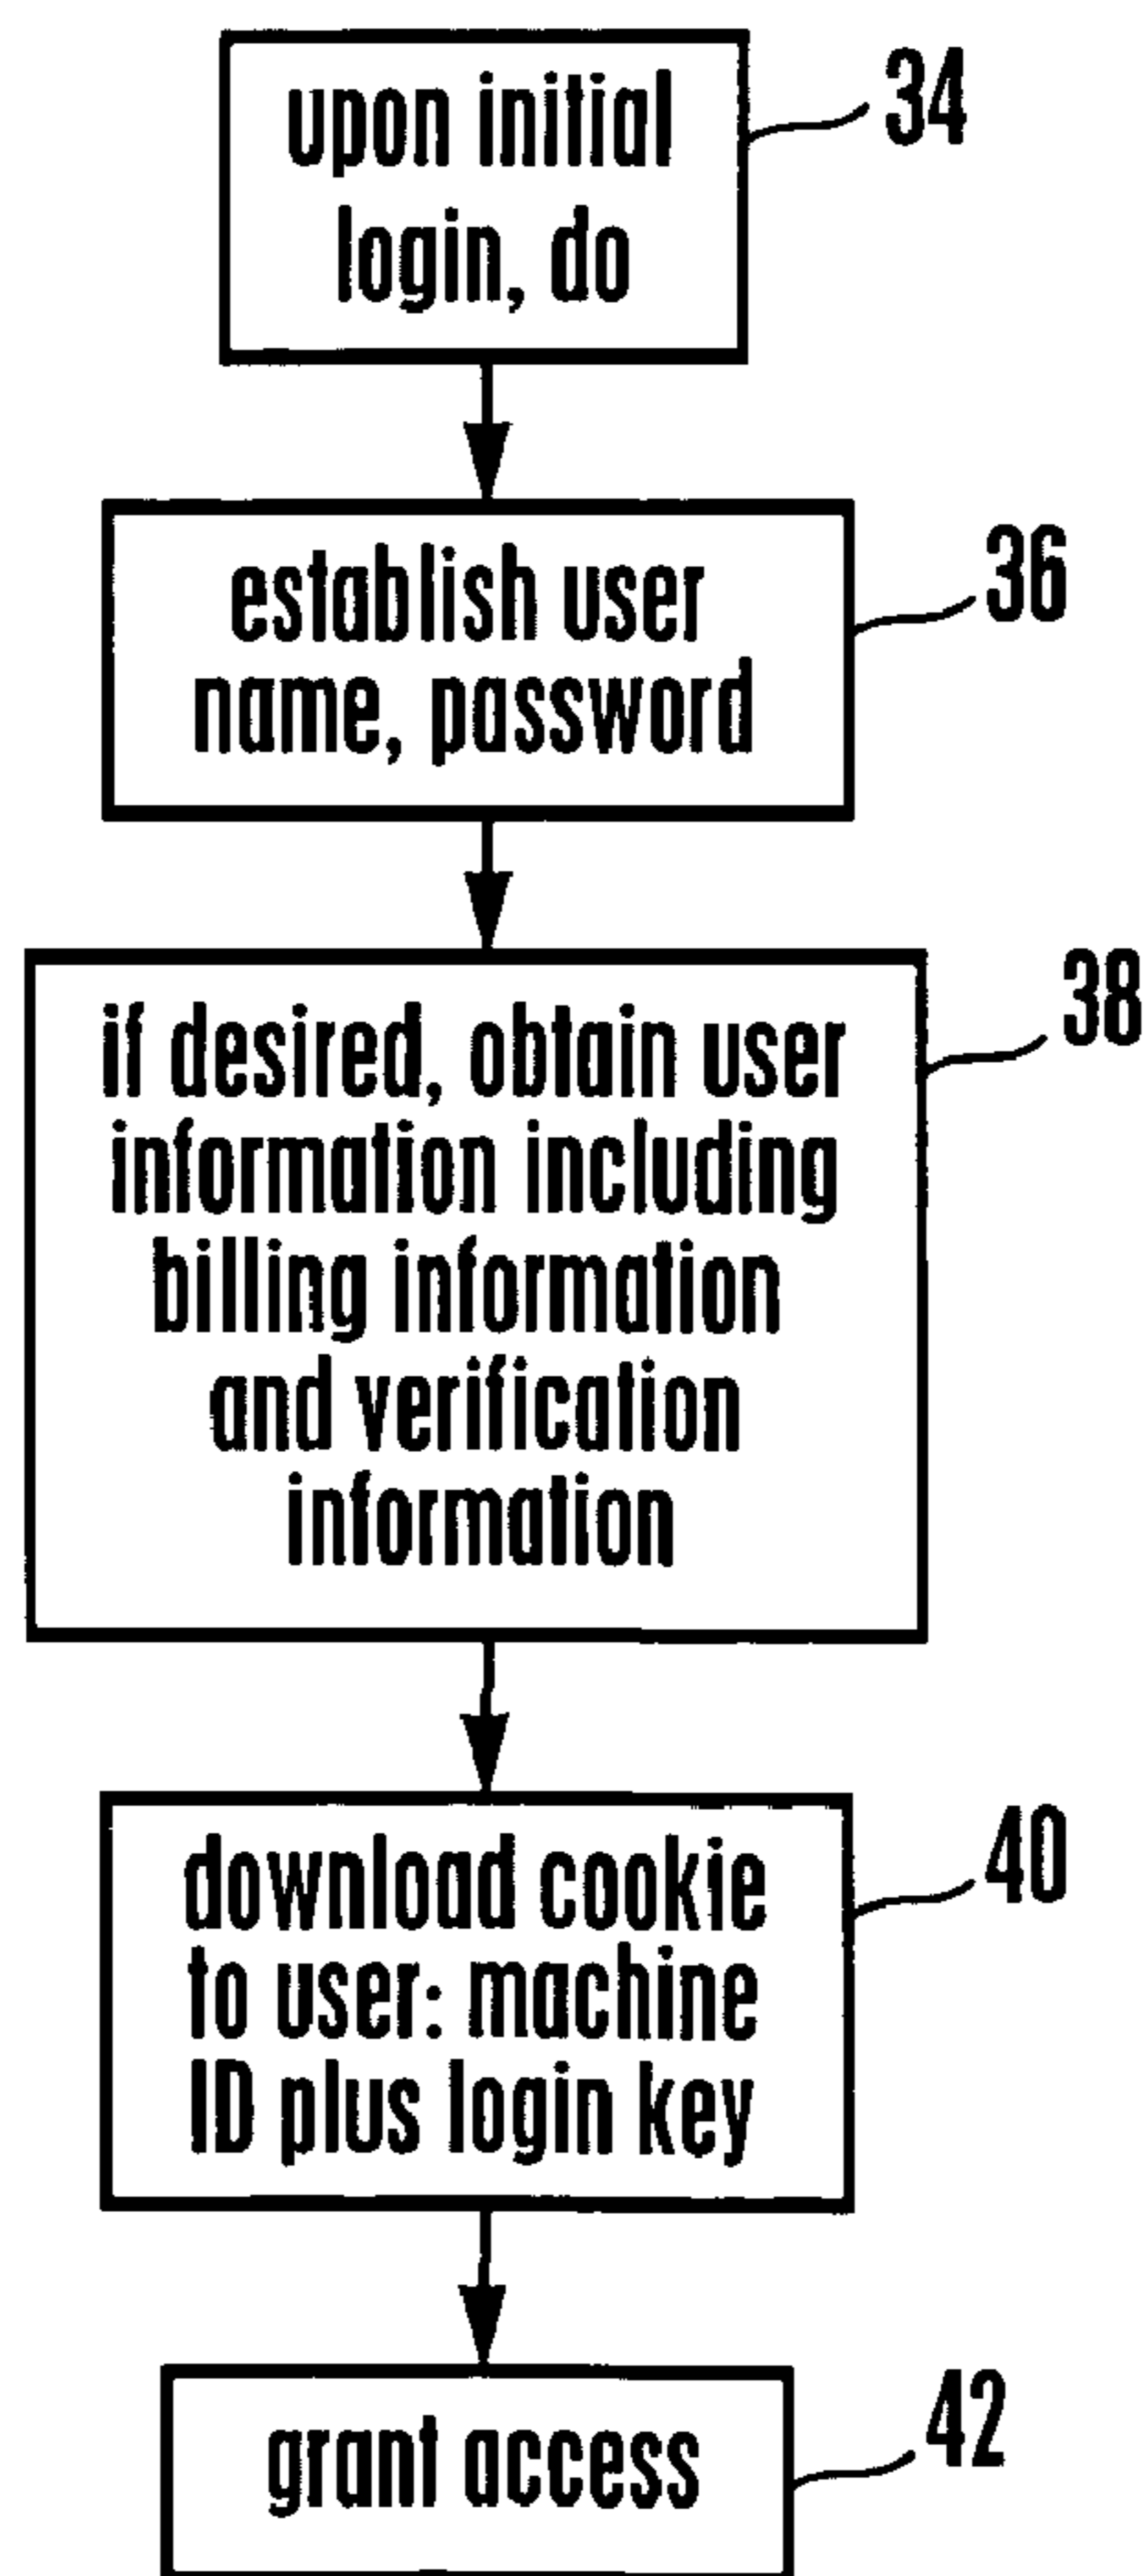 upon initial
login, do
34
establish user
name, password
36
if desired, obtain user
information including
billing information
and verification
information
38
download cookie
to user: machine
ID plus login key
40
grant access
42